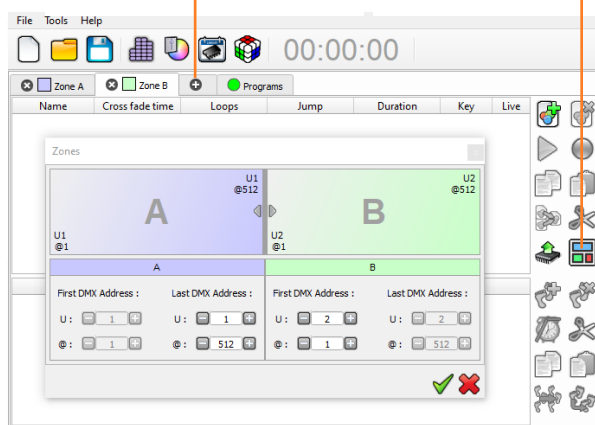 File Tools Help
00:00:00
Zone A Zone B Programs
Name Cross fade time Loops Jump Duration Key Live
Zones
U1
@512
A
U1
@1
U2
@512
B
U2
@1
A B
First DMX Address : Last DMX Address : First DMX Address : Last DMX Address :
U : 1 U : 1 U : 2 U : 2
@ : 1 @ : 512 @ : 1 @ : 512